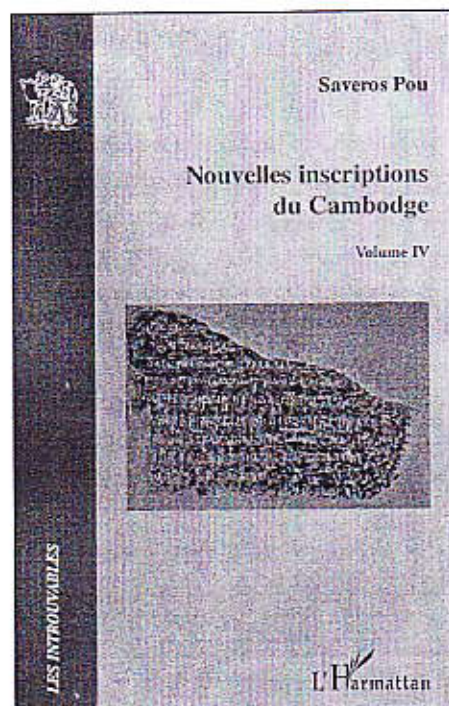 Saveros Pou
Nouvelles inscriptions
du Cambodge
Volume IV
LES INTROUVABLES
L'Harmattan